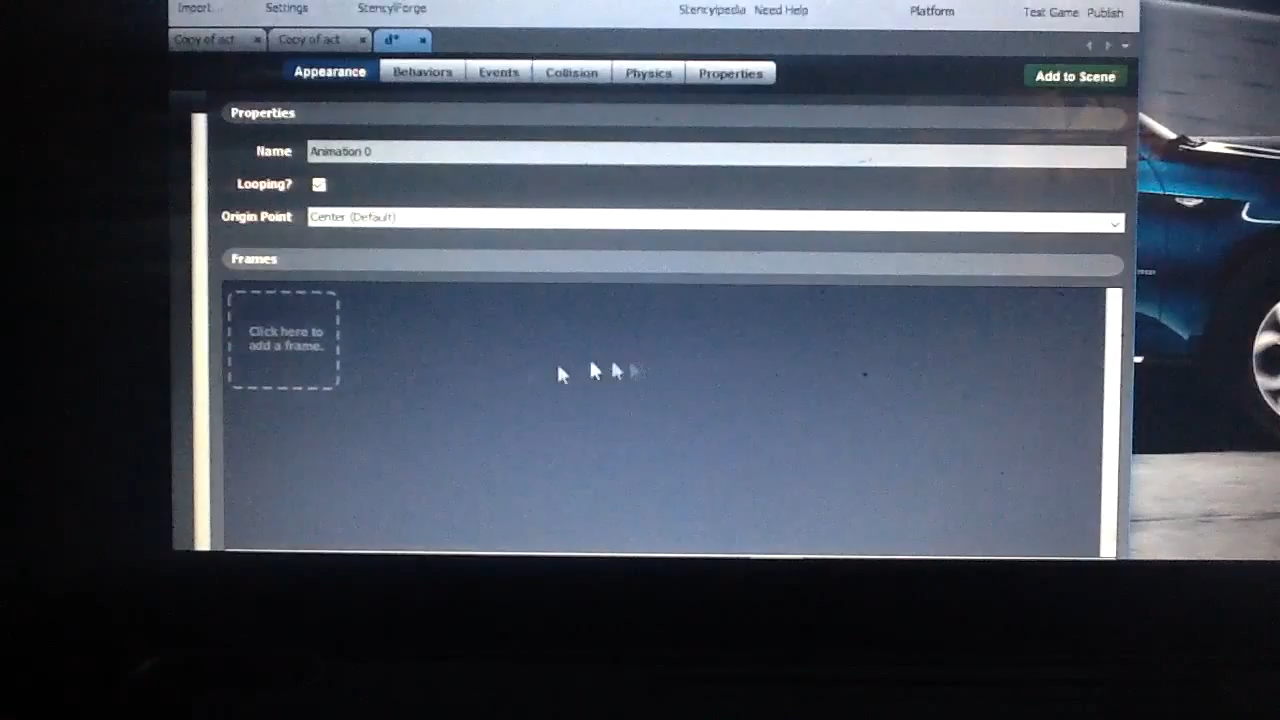 Import...
Settings
StencylForge
Stencylpedia
Need Help
Platform
Test Game
Publish
Copy of act
Copy of act
d*
Appearance
Behaviors
Events
Collision
Physics
Properties
Add to Scene
Properties
Name
Animation 0
Looping?
Origin Point
Center (Default)
Frames
Click here to
add a frame.